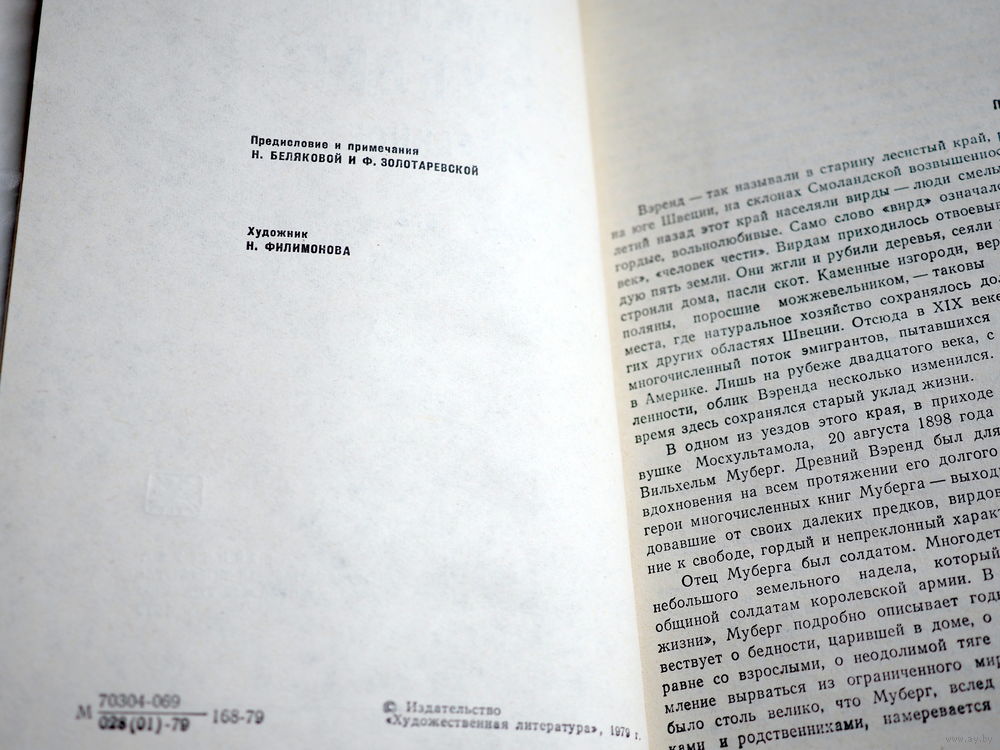 Предисловие и примечания
Н. БЕЛЯКОВОЙ И Ф. ЗОЛОТАРЕВСКОЙ
Художник
Н. ФИЛИМОНОВА
М 70304-069
028(01)-79 168-79
© Издательство
«Художественная литература», 1979 г.
П
Вэренд — так называли в старину лесистый край, р
на юге Швеции, на склонах Смоландской возвышеннос
летий назад этот край населяли вирды — люди смелы
гордые, вольнолюбивые. Само слово «вирд» означало
век», «человек чести». Вирдам приходилось отвоевыв
дую пять земли. Они жгли и рубили деревья, сеяли
строили дома, пасли скот. Каменные изгороди, вер
поляны, поросшие можжевельником, — таковы
места, где натуральное хозяйство сохранялось дол
гих других областях Швеции. Отсюда в XIX веке
многочисленный поток эмигрантов, пытавшихся
в Америке. Лишь на рубеже двадцатого века, с
ленности, облик Вэренда несколько изменился.
время здесь сохранялся старый уклад жизни.
В одном из уездов этого края, в приходе
вушке Мосхультамола, 20 августа 1898 года
Вильхельм Муберг. Древний Вэренд был для
вдохновения на всем протяжении его долгого
герои многочисленных книг Муберга — выход
довавшие от своих далеких предков, вирдов
ние к свободе, гордый и непреклонный характ
Отец Муберга был солдатом. Многодет
небольшого земельного надела, который
общиной солдатам королевской армии. В
жизни», Муберг подробно описывает год
вествует о бедности, царившей в доме, о
равне со взрослыми, о неодолимой тяге
мление вырваться из ограниченного мир
было столь велико, что Муберг, вслед
ками и родственниками, намеревается
www.ay.by